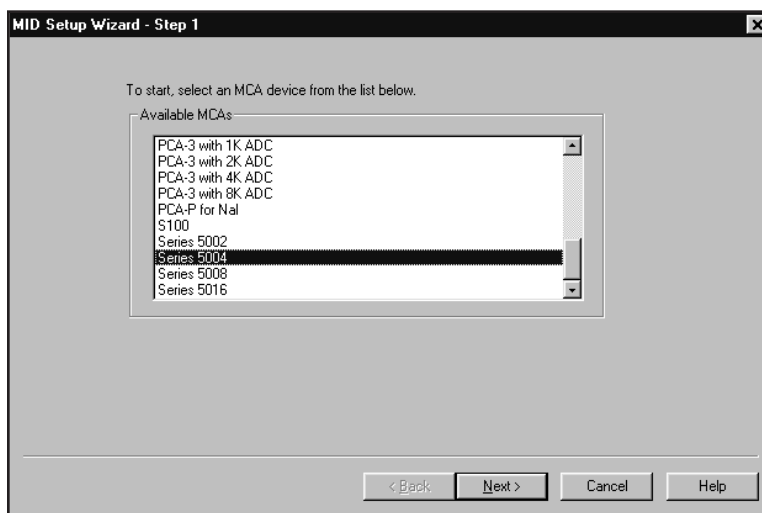 MID Setup Wizard - Step 1
To start, select an MCA device from the list below.
Available MCAs
PCA-3 with 1K ADC
PCA-3 with 2K ADC
PCA-3 with 4K ADC
PCA-3 with 8K ADC
PCA-P for NaI
S100
Series 5002
Series 5004
Series 5008
Series 5016
< Back
Next >
Cancel
Help